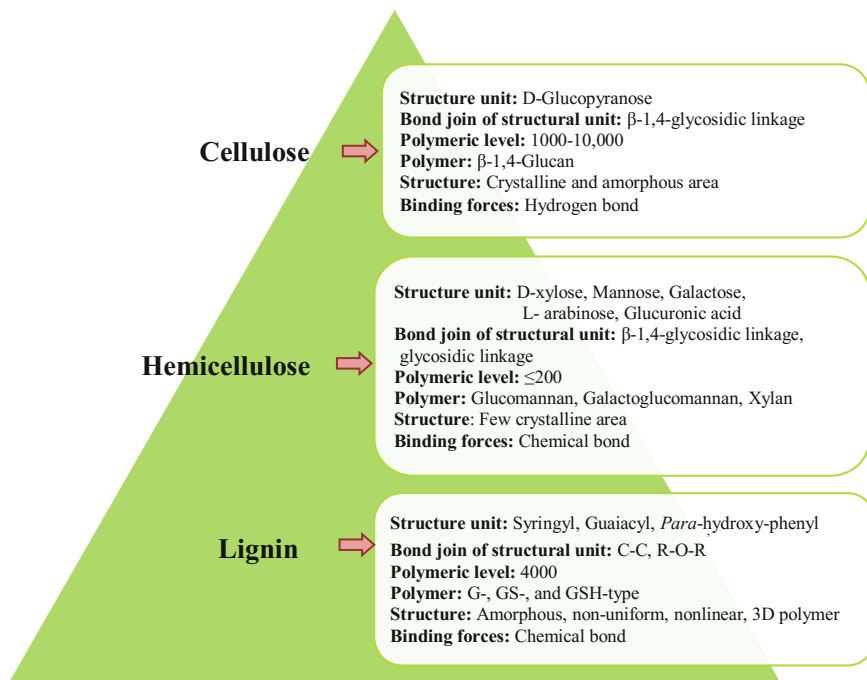 Cellulose
Structure unit: D-Glucopyranose
Bond join of structural unit: β-1,4-glycosidic linkage
Polymeric level: 1000-10,000
Polymer: β-1,4-Glucan
Structure: Crystalline and amorphous area
Binding forces: Hydrogen bond
Hemicellulose
Structure unit: D-xylose, Mannose, Galactose,
L- arabinose, Glucuronic acid
Bond join of structural unit: β-1,4-glycosidic linkage,
glycosidic linkage
Polymeric level: ≤200
Polymer: Glucomannan, Galactoglucomannan, Xylan
Structure: Few crystalline area
Binding forces: Chemical bond
Lignin
Structure unit: Syringyl, Guaiacyl, Para-hydroxy-phenyl
Bond join of structural unit: C-C, R-O-R'
Polymeric level: 4000
Polymer: G-, GS-, and GSH-type
Structure: Amorphous, non-uniform, nonlinear, 3D polymer
Binding forces: Chemical bond